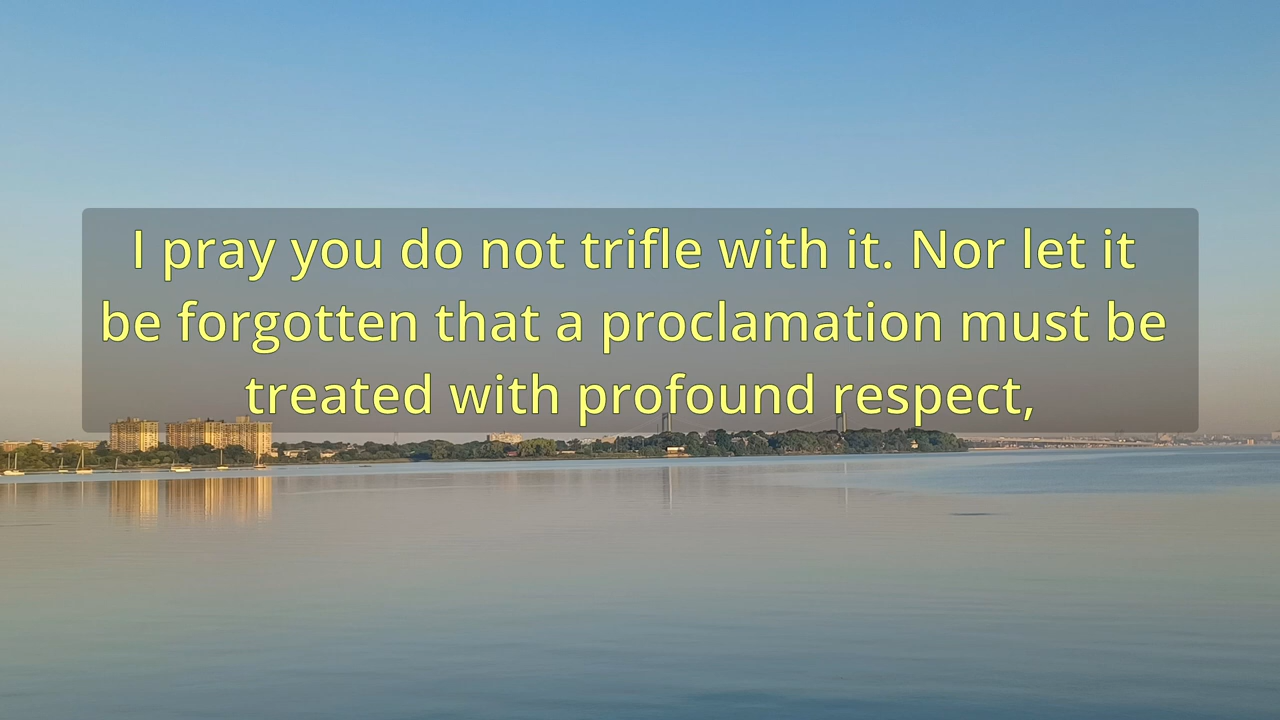 I pray you do not trifle with it. Nor let it
be forgotten that a proclamation must be
treated with profound respect,